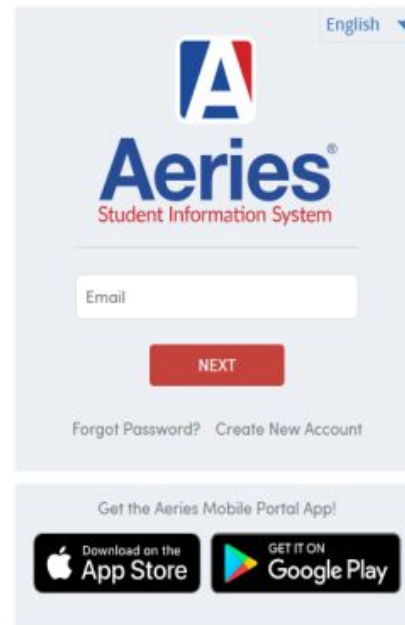 English
A
Aeries®
Student Information System
Email
NEXT
Forgot Password? Create New Account
Get the Aeries Mobile Portal App!
Download on the
App Store
GET IT ON
Google Play